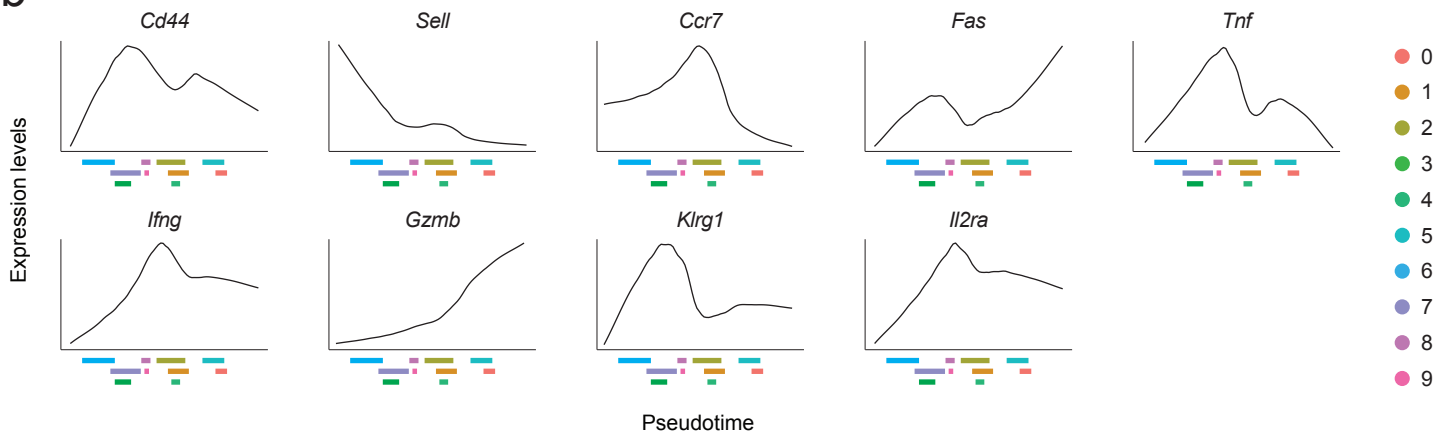 b
Cd44 Sell Ccr7 Fas Tnf
Ifng Gzmb Klrg1 Il2ra
Expression levels
Pseudotime
0
1
2
3
4
5
6
7
8
9